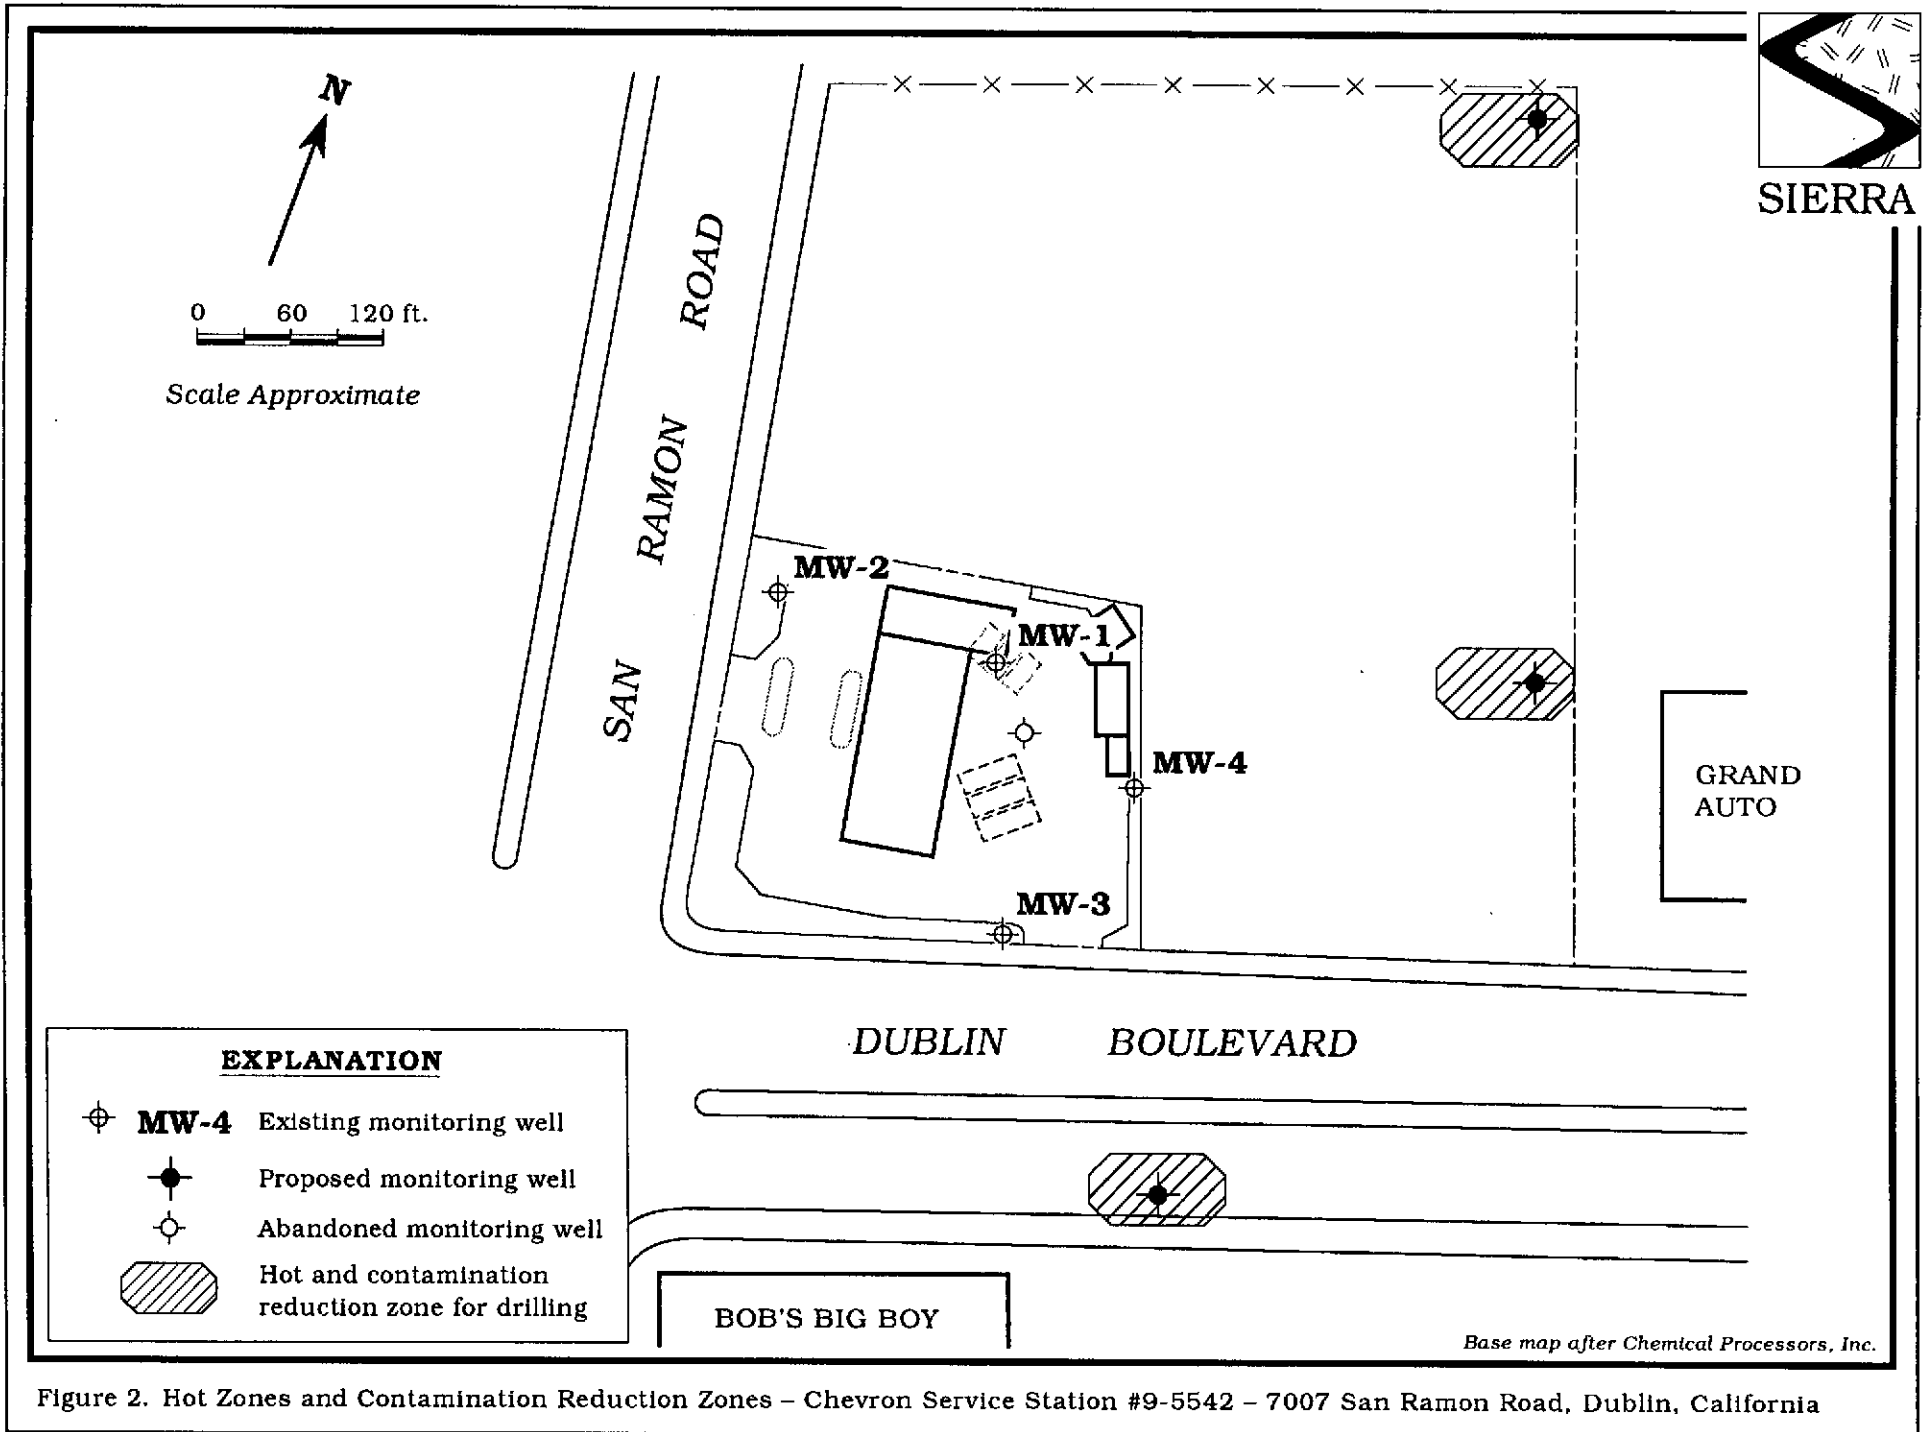 N
0 60 120 ft.
Scale Approximate
SIERRA
SAN RAMON ROAD
MW-2
MW-1
MW-4
MW-3
GRAND
AUTO
DUBLIN BOULEVARD
EXPLANATION
MW-4 Existing monitoring well
Proposed monitoring well
Abandoned monitoring well
Hot and contamination
reduction zone for drilling
BOB'S BIG BOY
Base map after Chemical Processors, Inc.
Figure 2. Hot Zones and Contamination Reduction Zones – Chevron Service Station #9-5542 – 7007 San Ramon Road, Dublin, California